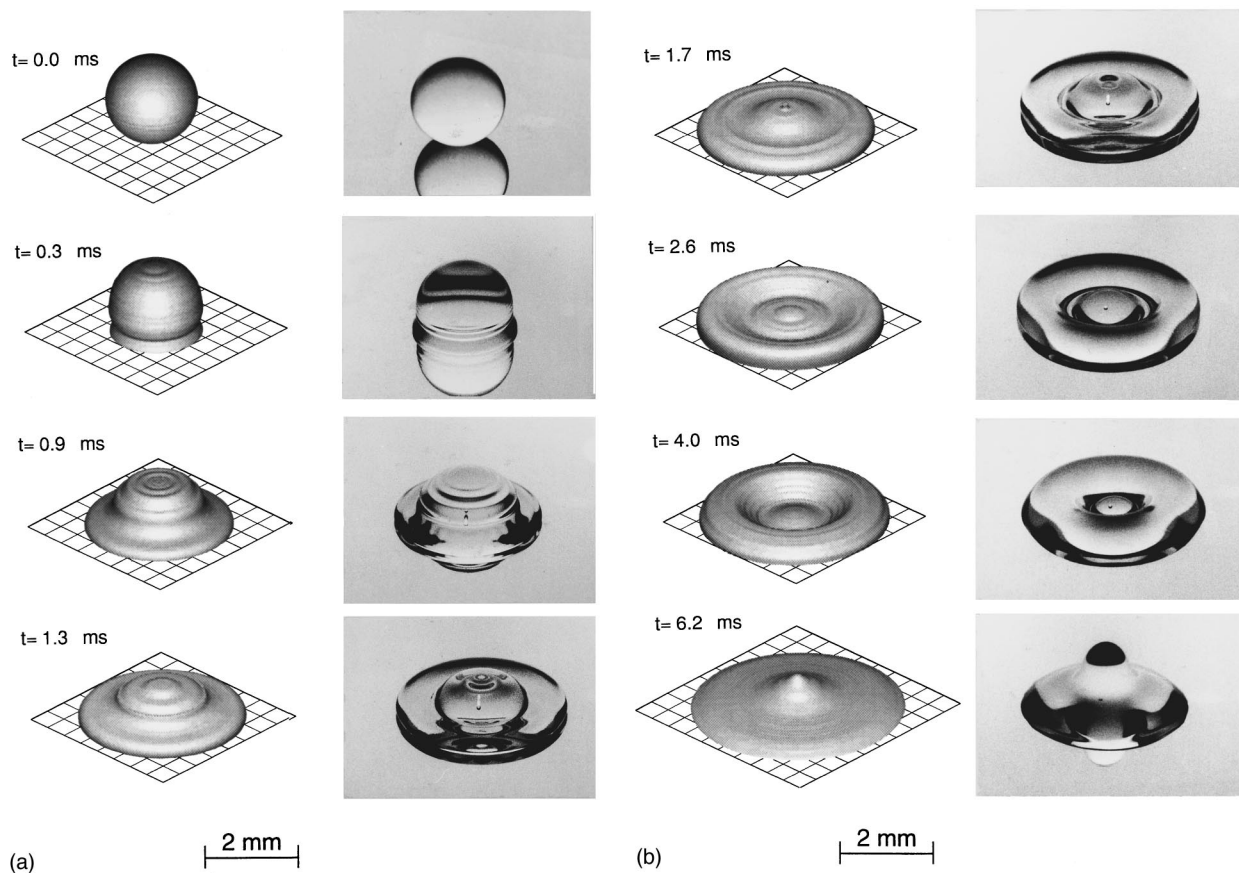 t= 0.0 ms
t= 0.3 ms
t= 0.9 ms
t= 1.3 ms
(a)
2 mm
t= 1.7 ms
t= 2.6 ms
t= 4.0 ms
t= 6.2 ms
(b)
2 mm